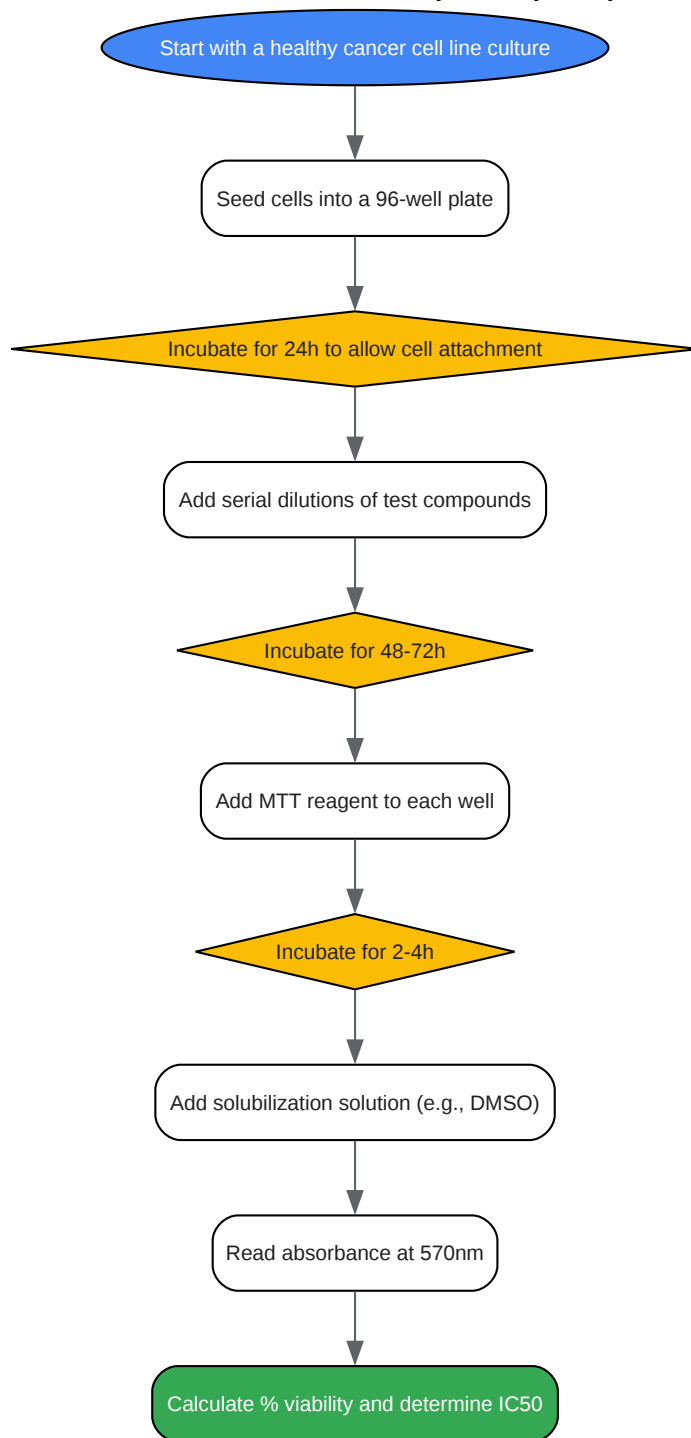 Start with a healthy cancer cell line culture
Seed cells into a 96-well plate
Incubate for 24h to allow cell attachment
Add serial dilutions of test compounds
Incubate for 48-72h
Add MTT reagent to each well
Incubate for 2-4h
Add solubilization solution (e.g., DMSO)
Read absorbance at 570nm
Calculate % viability and determine IC50